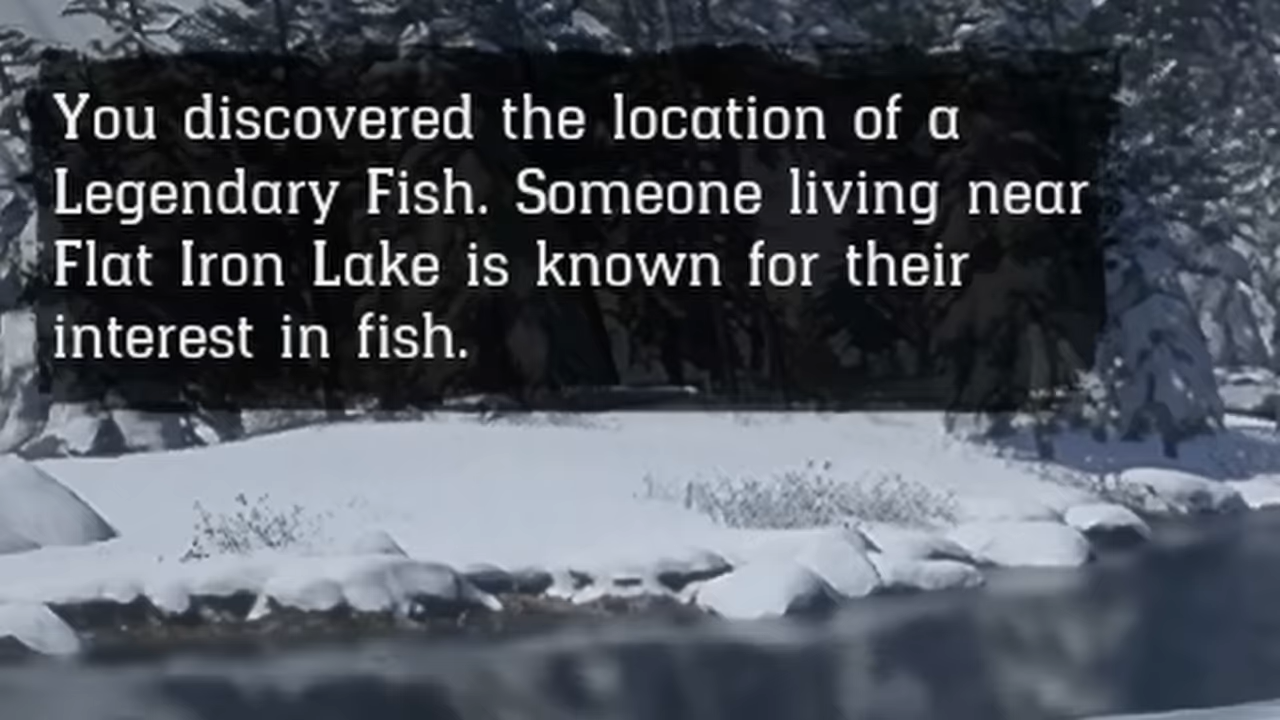 You discovered the location of a
Legendary Fish. Someone living near
Flat Iron Lake is known for their
interest in fish.